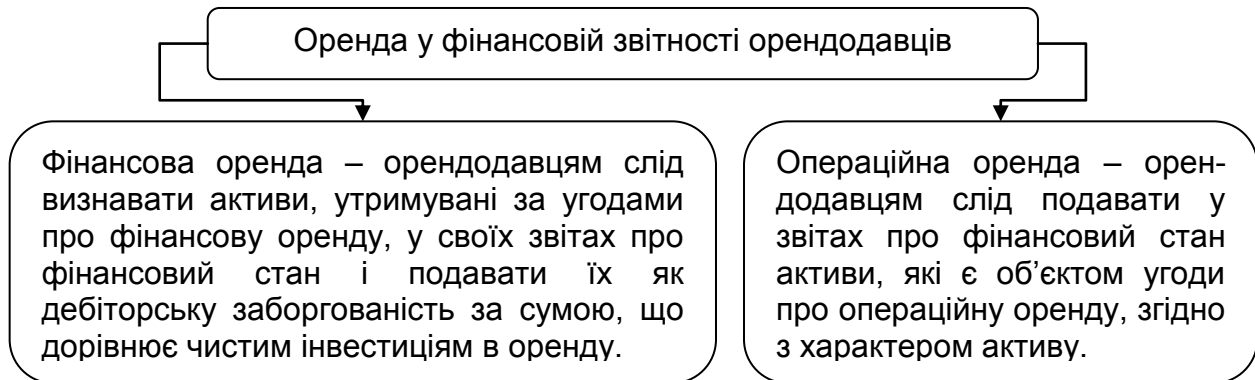 Оренда у фінансовій звітності орендодавців
Фінансова оренда – орендодавцям слід
визнавати активи, утримувані за угодами
про фінансову оренду, у своїх звітах про
фінансовий стан і подавати їх як
дебіторську заборгованість за сумою, що
дорівнює чистим інвестиціям в оренду.
Операційна оренда – орен-
додавцям слід подавати у
звітах про фінансовий стан
активи, які є об’єктом угоди
про операційну оренду, згідно
з характером активу.